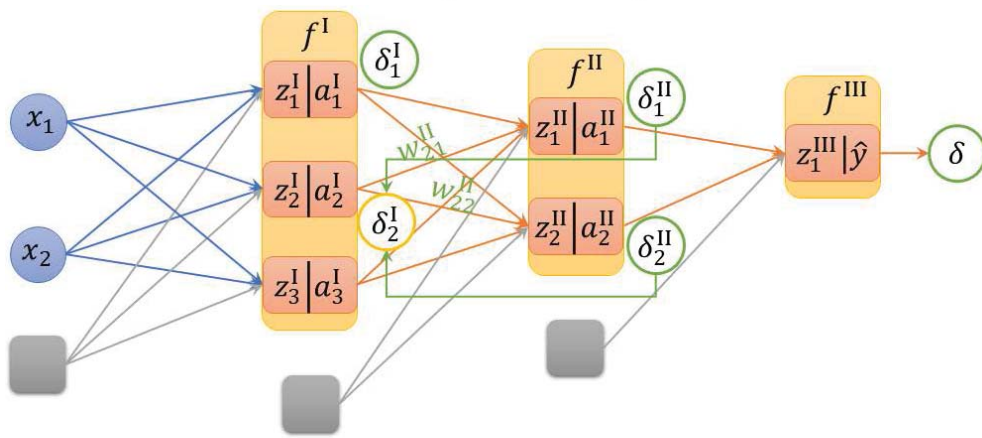 f^I
δ_1^I
z_1^I|a_1^I
f^II
δ_1^II
x_1
z_1^II|a_1^II
f^III
w_21^II
z_1^III|ŷ
δ
z_2^I|a_2^I
w_22^II
δ_2^I
z_2^II|a_2^II
δ_2^II
x_2
z_3^I|a_3^I